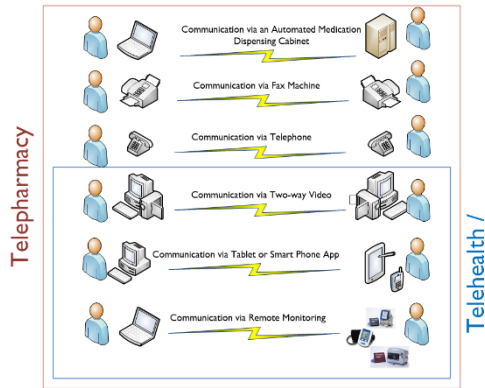 Communication via an Automated Medication
Dispensing Cabinet
Communication via Fax Machine
Communication via Telephone
Communication via Two-way Video
Communication via Tablet or Smart Phone App
Communication via Remote Monitoring
Telepharmacy
Telehealth /